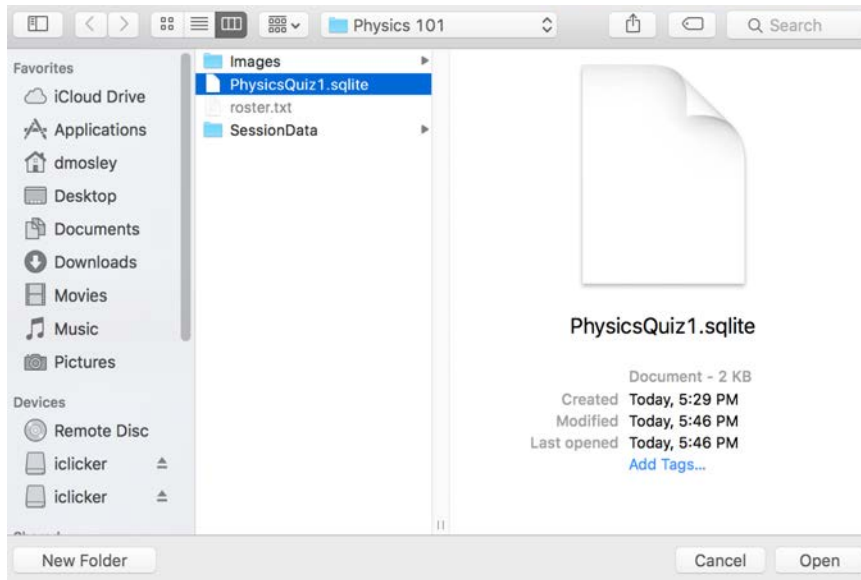 Physics 101
Search
Favorites
iCloud Drive
Applications
dmosley
Desktop
Documents
Downloads
Movies
Music
Pictures
Devices
Remote Disc
iclicker
iclicker
Images
PhysicsQuiz1.sqlite
roster.txt
SessionData
PhysicsQuiz1.sqlite
Document - 2 KB
Created Today, 5:29 PM
Modified Today, 5:46 PM
Last opened Today, 5:46 PM
Add Tags...
New Folder
Cancel
Open